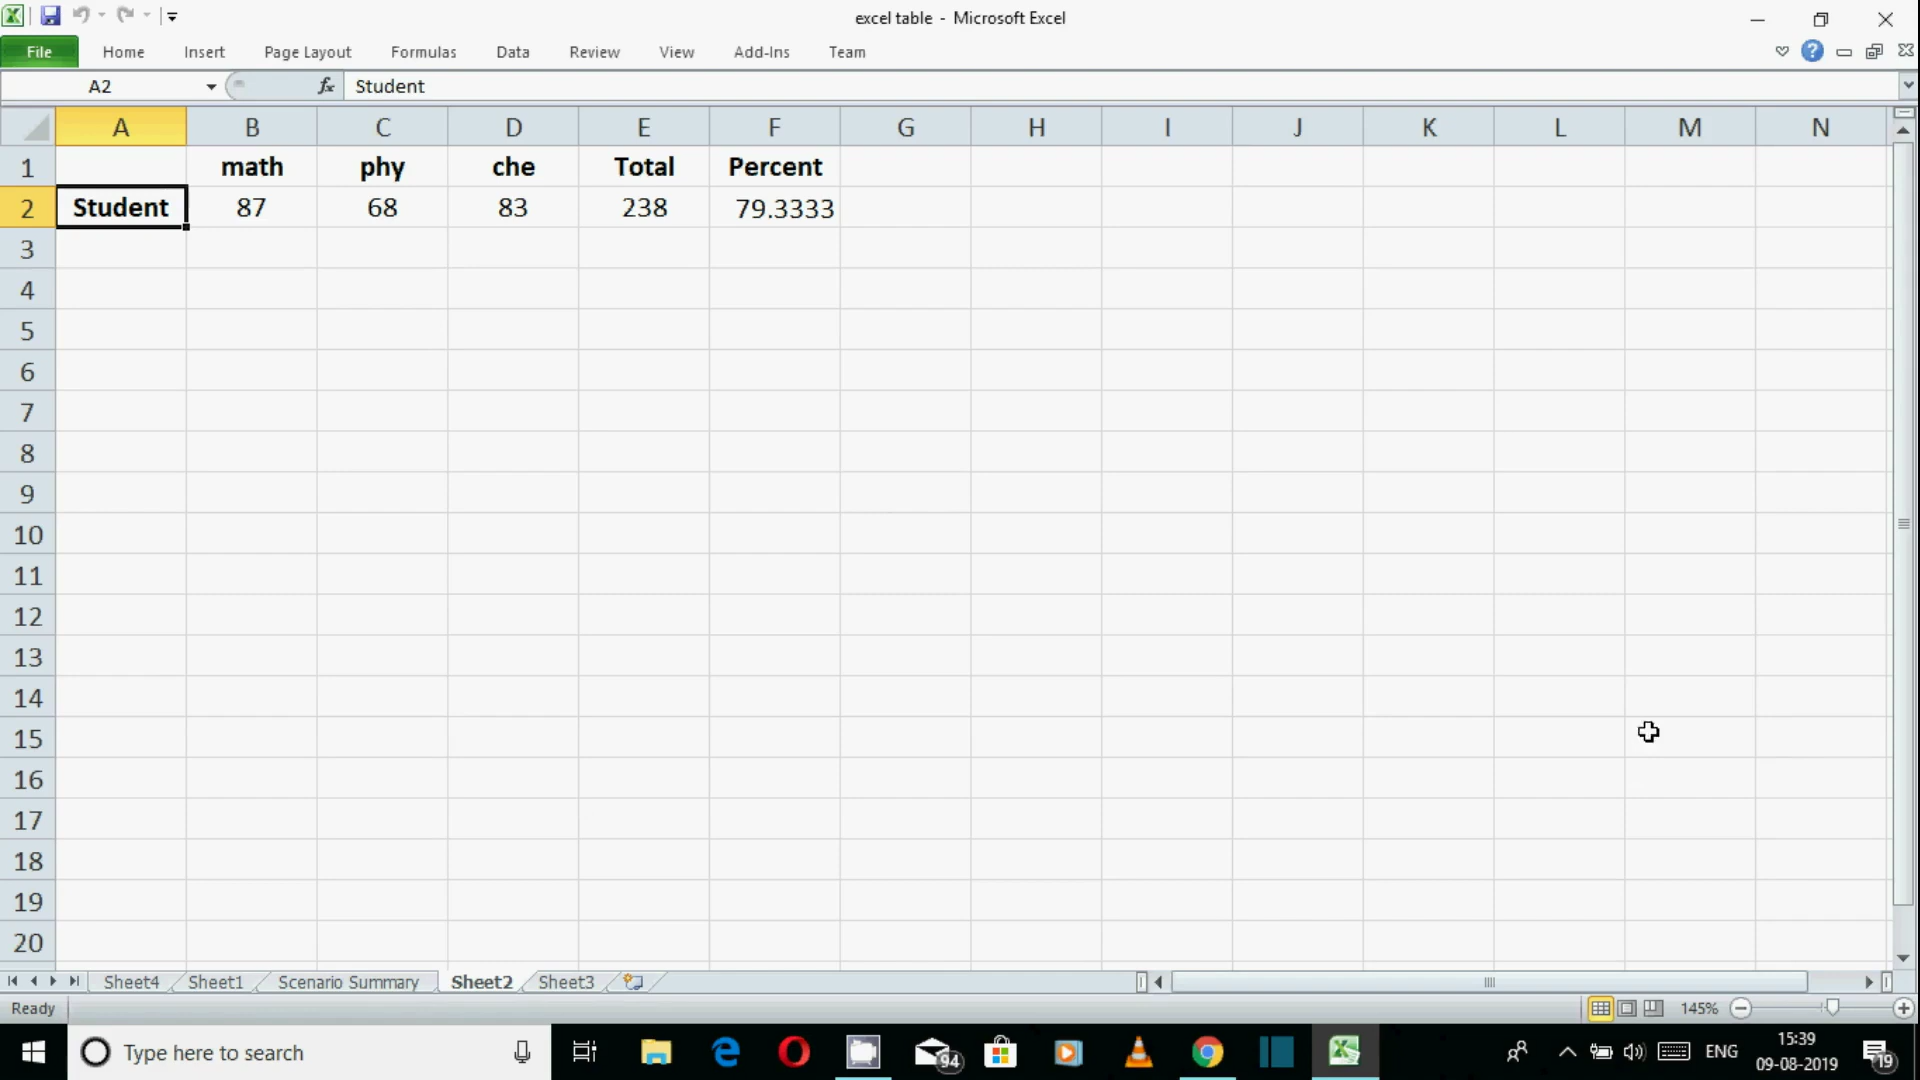 excel table - Microsoft Excel
File Home Insert Page Layout Formulas Data Review View Add-Ins Team
A2 fx Student
A B C D E F G H I J K L M N
1 math phy che Total Percent
2 Student 87 68 83 238 79.3333
3
4
5
6
7
8
9
10
11
12
13
14
15
16
17
18
19
20
Sheet4 Sheet1 Scenario Summary Sheet2 Sheet3
Ready 145%
Type here to search 94 ENG 15:39
09-08-2019 19